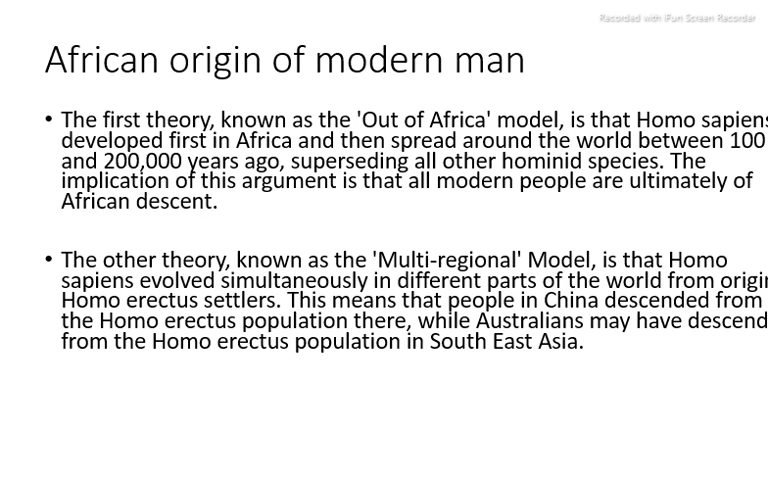 Recorded with iFun Screen Recorder
African origin of modern man
• The first theory, known as the 'Out of Africa' model, is that Homo sapiens
developed first in Africa and then spread around the world between 100
and 200,000 years ago, superseding all other hominid species. The
implication of this argument is that all modern people are ultimately of
African descent.
• The other theory, known as the 'Multi-regional' Model, is that Homo
sapiens evolved simultaneously in different parts of the world from origin
Homo erectus settlers. This means that people in China descended from
the Homo erectus population there, while Australians may have descend
from the Homo erectus population in South East Asia.